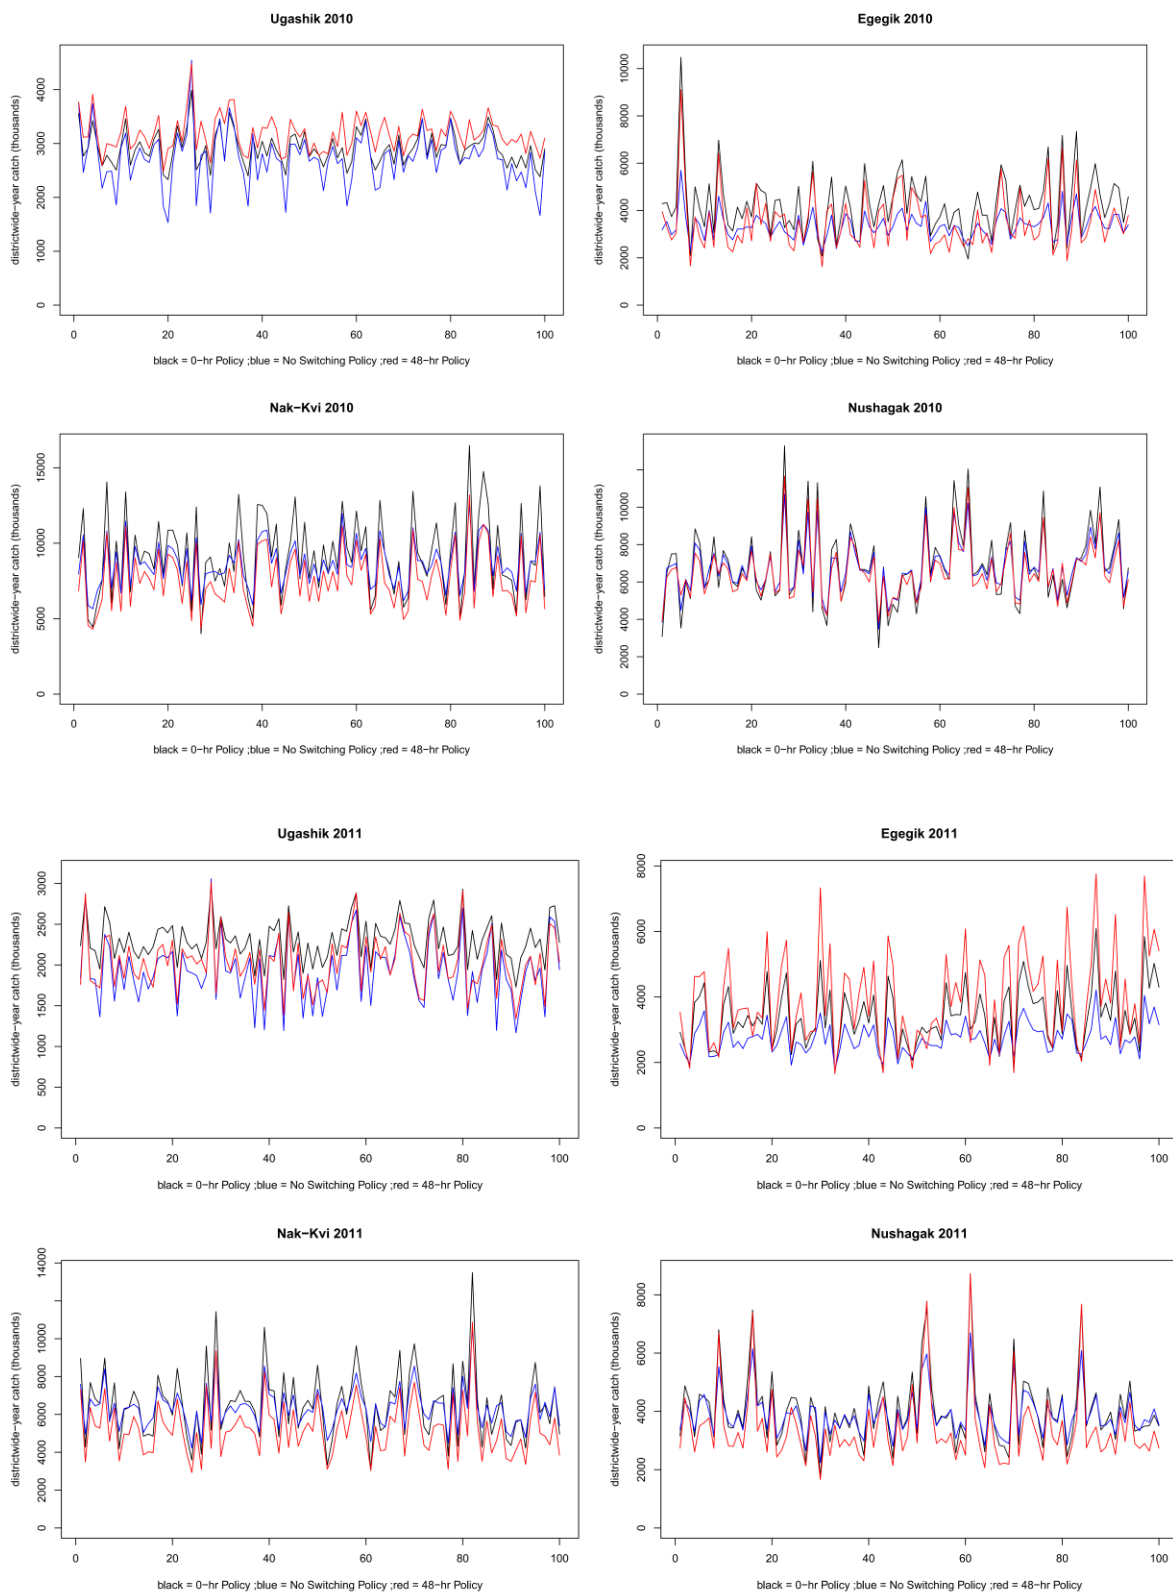 Ugashik 2010
districtwide-year catch (thousands)
0 1000 2000 3000 4000
0 20 40 60 80 100
black = 0-hr Policy ;blue = No Switching Policy ;red = 48-hr Policy
Egegik 2010
districtwide-year catch (thousands)
0 2000 4000 6000 8000 10000
0 20 40 60 80 100
black = 0-hr Policy ;blue = No Switching Policy ;red = 48-hr Policy
Nak-Kvi 2010
districtwide-year catch (thousands)
0 5000 10000 15000
0 20 40 60 80 100
black = 0-hr Policy ;blue = No Switching Policy ;red = 48-hr Policy
Nushagak 2010
districtwide-year catch (thousands)
0 2000 4000 6000 8000 10000
0 20 40 60 80 100
black = 0-hr Policy ;blue = No Switching Policy ;red = 48-hr Policy
Ugashik 2011
districtwide-year catch (thousands)
0 500 1000 1500 2000 2500 3000
0 20 40 60 80 100
black = 0-hr Policy ;blue = No Switching Policy ;red = 48-hr Policy
Egegik 2011
districtwide-year catch (thousands)
0 2000 4000 6000 8000
0 20 40 60 80 100
black = 0-hr Policy ;blue = No Switching Policy ;red = 48-hr Policy
Nak-Kvi 2011
districtwide-year catch (thousands)
0 2000 4000 6000 8000 10000 14000
0 20 40 60 80 100
black = 0-hr Policy ;blue = No Switching Policy ;red = 48-hr Policy
Nushagak 2011
districtwide-year catch (thousands)
0 2000 4000 6000 8000
0 20 40 60 80 100
black = 0-hr Policy ;blue = No Switching Policy ;red = 48-hr Policy